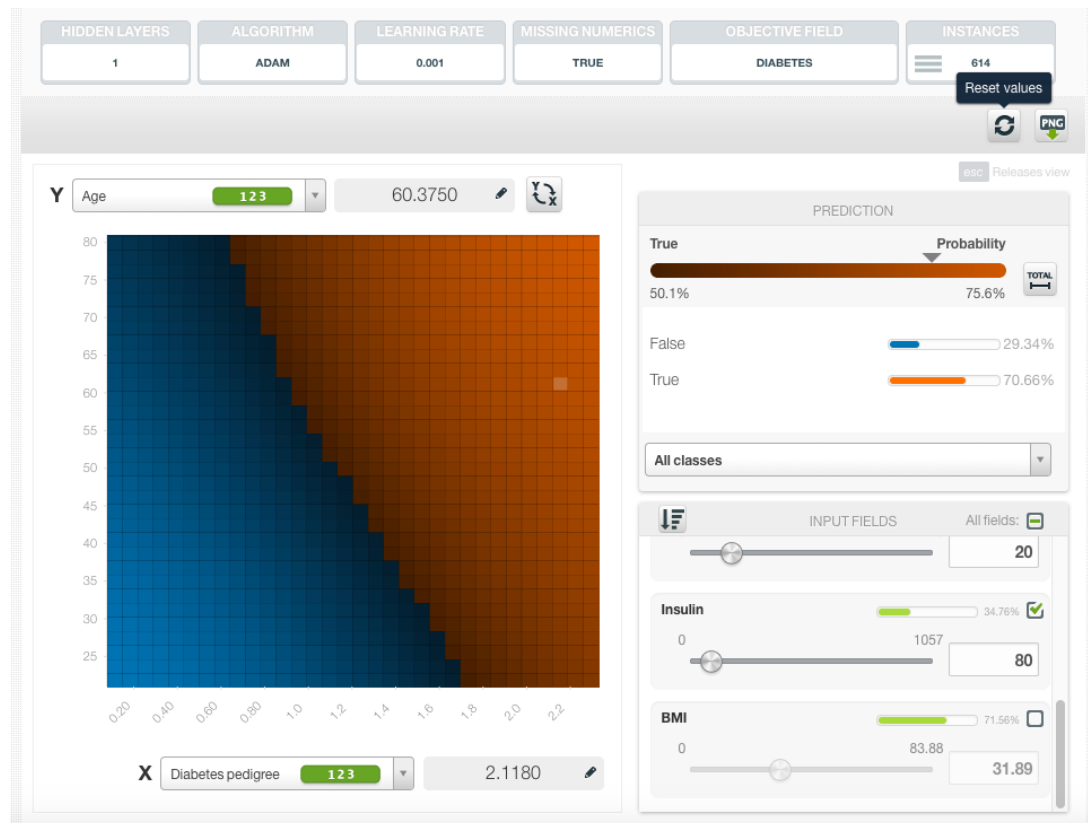 HIDDEN LAYERS ALGORITHM LEARNING RATE MISSING NUMERICS OBJECTIVE FIELD INSTANCES
1 ADAM 0.001 TRUE DIABETES 614
Reset values
PNG
esc Releases view
Y Age 123 60.3750 Y X
PREDICTION
True Probability
TOTAL
50.1% 75.6%
False 29.34%
True 70.66%
All classes
INPUT FIELDS All fields:
20
Insulin 34.76%
0 1057
80
BMI 71.56%
0 83.88
31.89
80
75
70
65
60
55
50
45
40
35
30
25
0.20 0.40 0.60 0.80 1.0 1.2 1.4 1.6 1.8 2.0 2.2
X Diabetes pedigree 123 2.1180